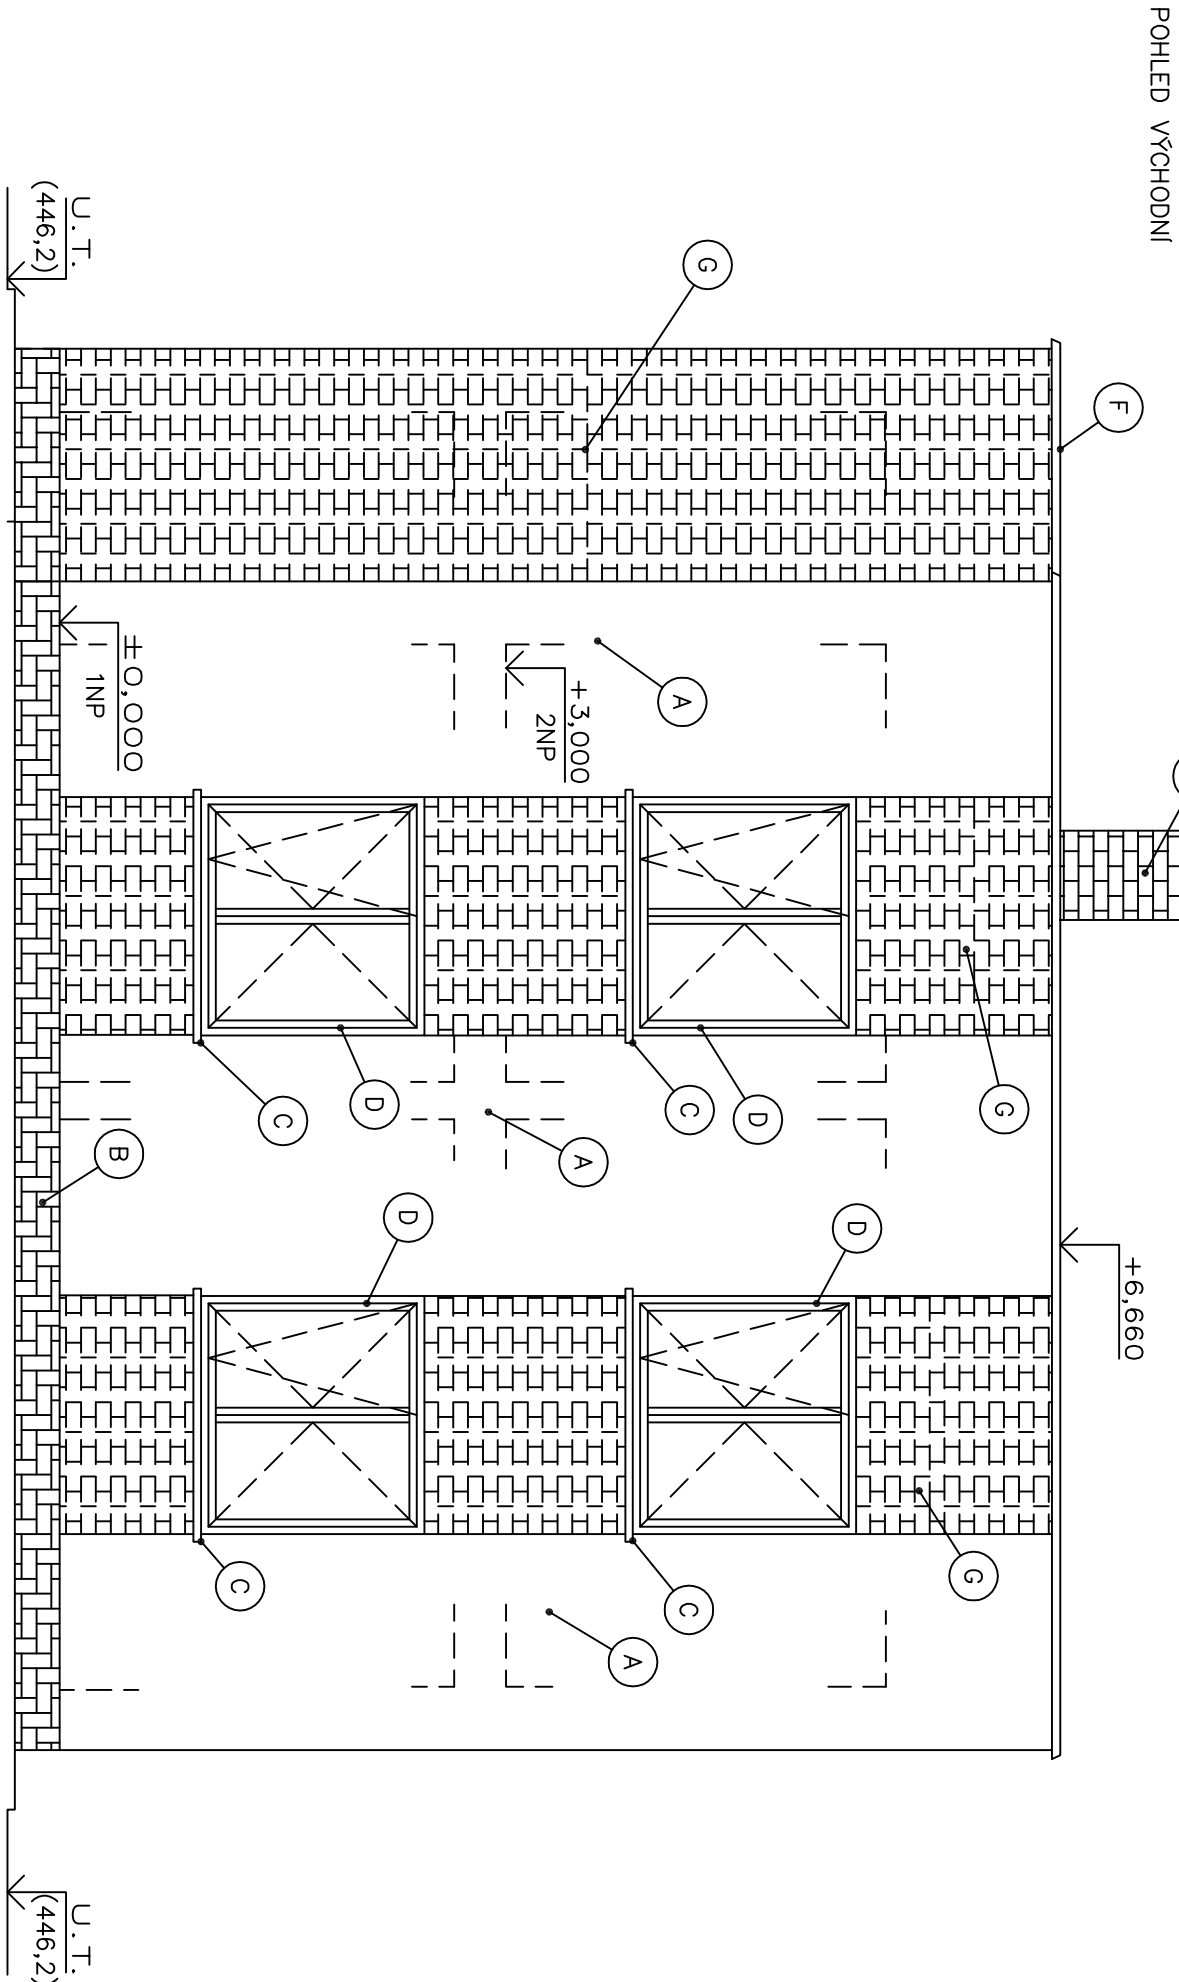 POHLED VÝCHODNÍ
F
+6,660
G
A
+3,000
2NP
D
C
G
D
C
G
A
±0,000
1NP
D
C
A
D
C
A
B
U.T.
(446,2)
U.T.
(446,2)